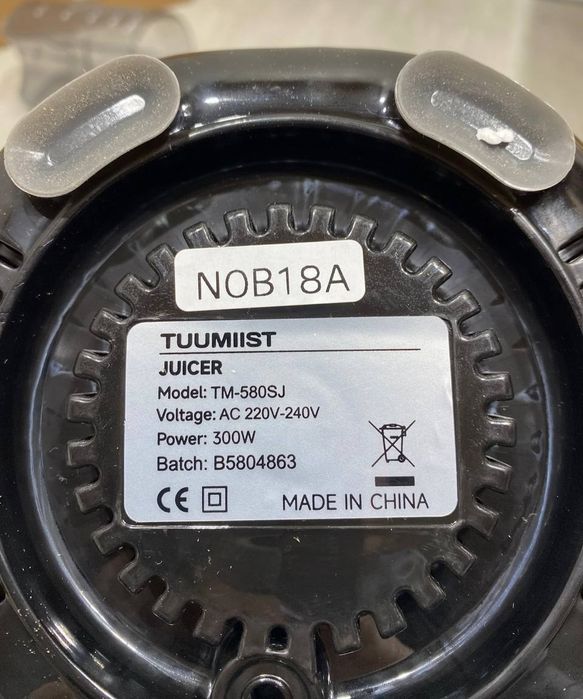 NOB18A
TUUMIIST
JUICER
Model: TM-580SJ
Voltage: AC 220V-240V
Power: 300W
Batch: B5804863
CE
MADE IN CHINA